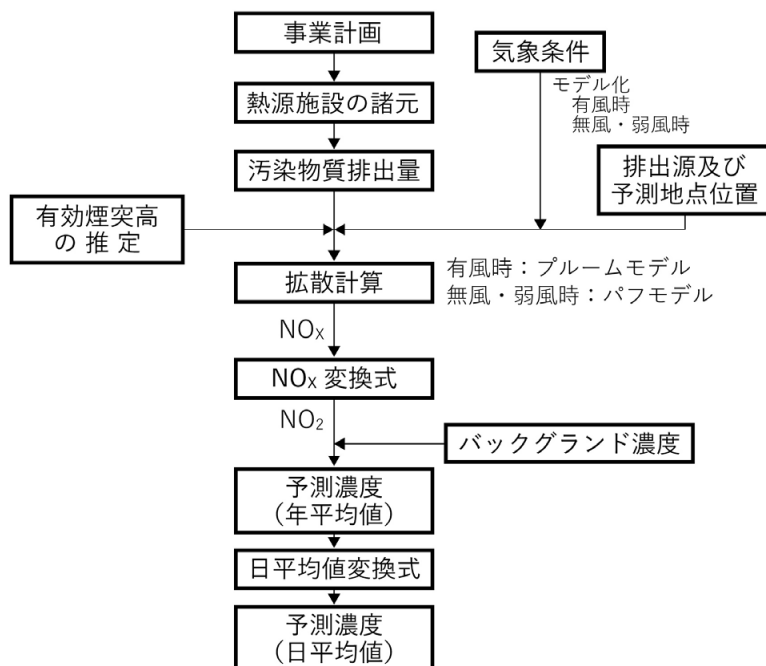 事業計画
気象条件
モデル化
有風時
無風・弱風時
熱源施設の諸元
汚染物質排出量
排出源及び
予測地点位置
有効煙突高
の 推 定
拡散計算
有風時：プルームモデル
無風・弱風時：パフモデル
NOX
NOX 変換式
NO2
バックグランド濃度
予測濃度
（年平均値）
日平均値変換式
予測濃度
（日平均値）